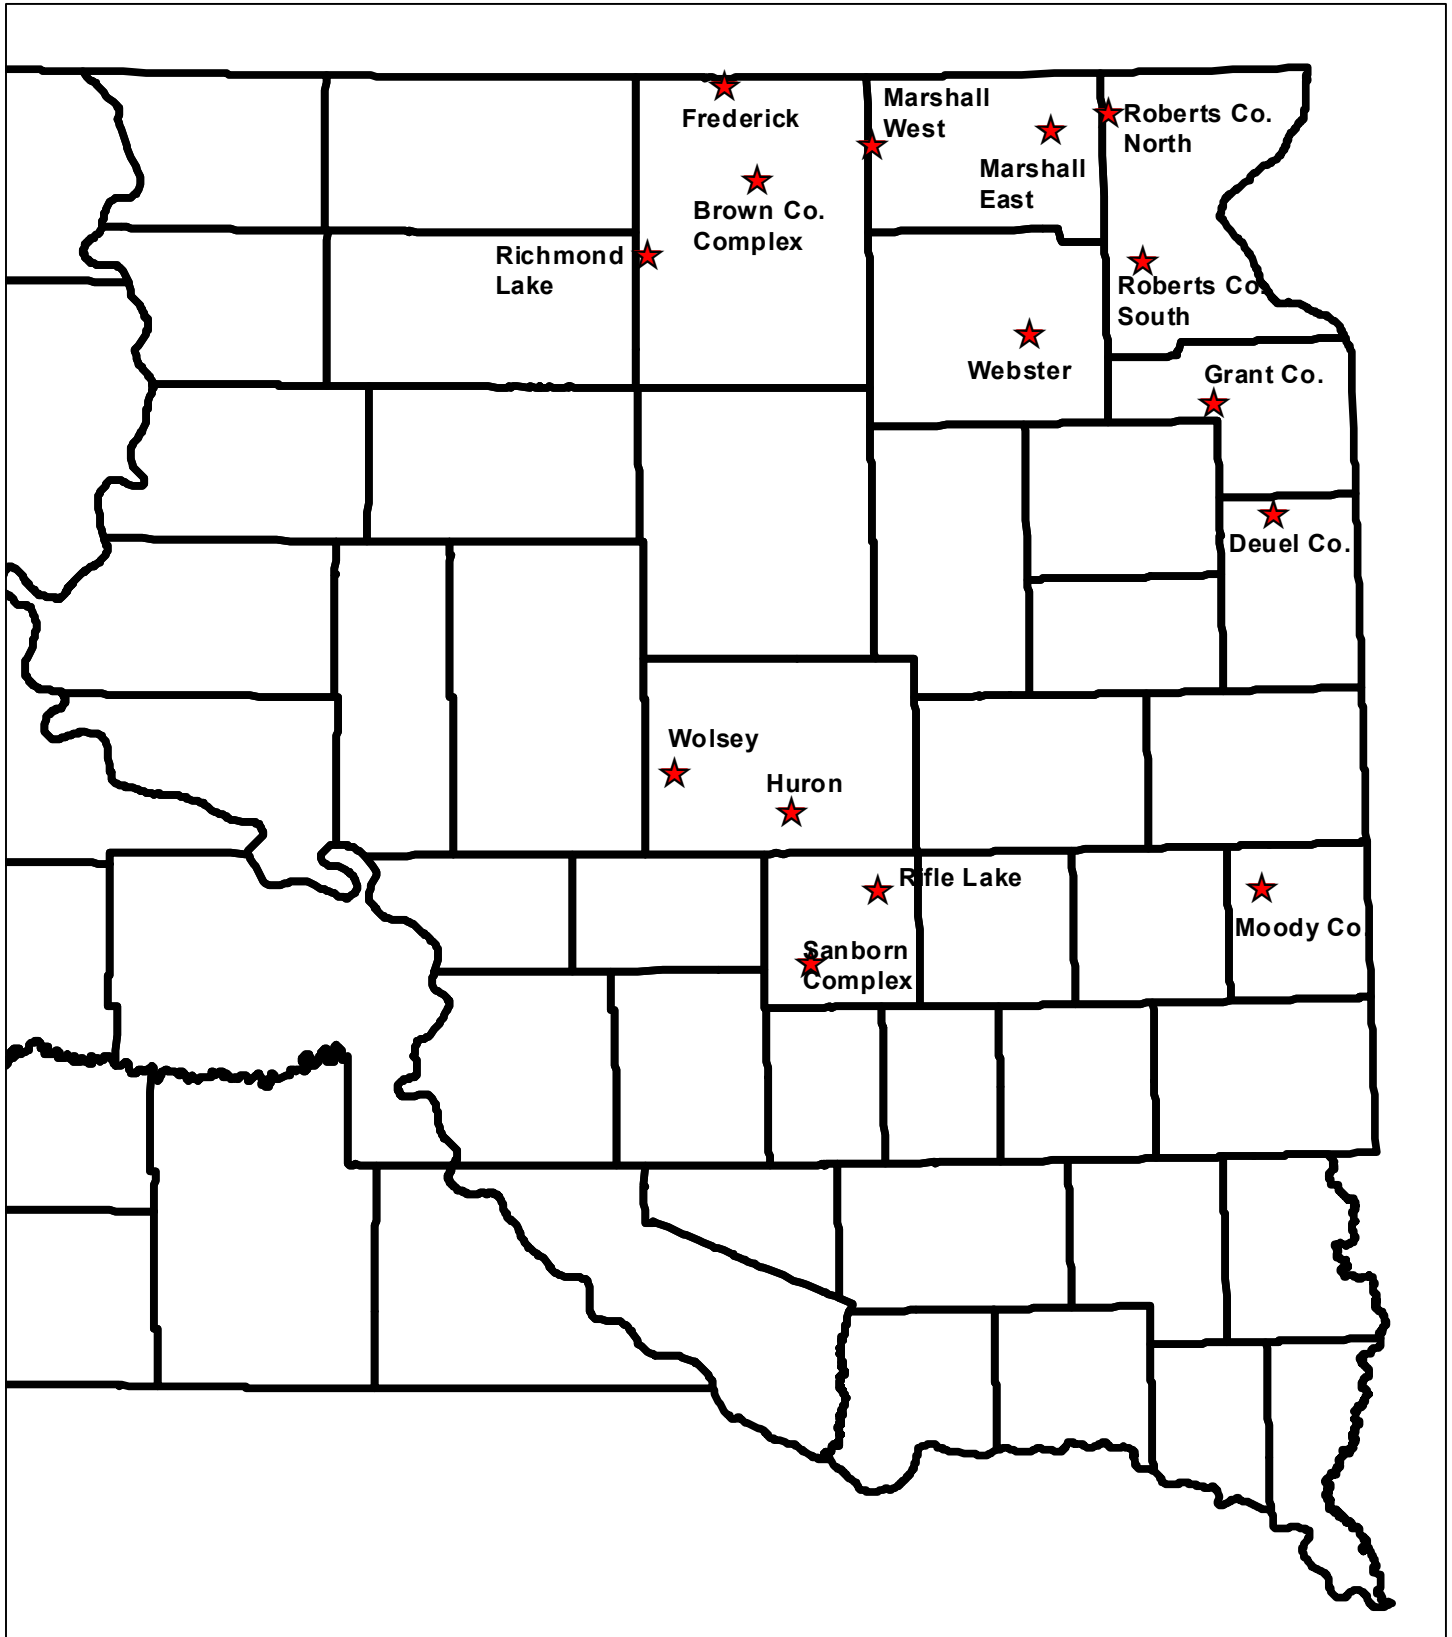 Frederick
Marshall
West
Roberts Co.
North
Marshall
East
Brown Co.
Complex
Richmond
Lake
Roberts Co.
South
Webster
Grant Co.
Deuel Co.
Wolsey
Huron
Rifle Lake
Sanborn
Complex
Moody Co